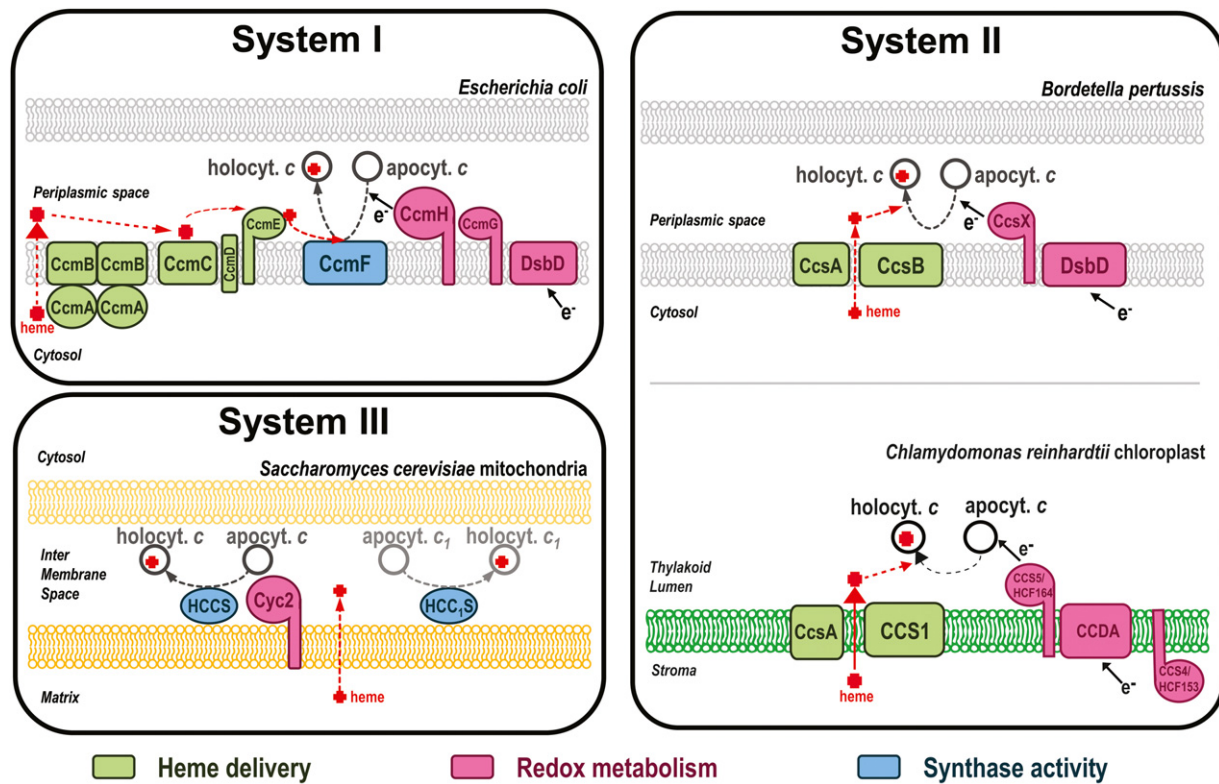 System I
Escherichia coli
holocyt. c
apocyt. c
Periplasmic space
e-
CcmH
CcmE
CcmG
CcmB
CcmB
CcmC
CcmD
CcmF
DsbD
CcmA
CcmA
heme
e-
Cytosol
System II
Bordetella pertussis
holocyt. c
apocyt. c
Periplasmic space
e-
CcsX
CcsA
CcsB
DsbD
Cytosol
heme
e-
Chlamydomonas reinhardtii chloroplast
holocyt. c
apocyt. c
e-
Thylakoid
Lumen
CCS5/
HCF164
CcsA
CCS1
CCDA
Stroma
heme
e-
CCS4/
HCF153
System III
Cytosol
Saccharomyces cerevisiae mitochondria
holocyt. c
apocyt. c
apocyt. c1
holocyt. c1
Inter
Membrane
Space
HCCS
Cyc2
HCC1S
Matrix
heme
Heme delivery
Redox metabolism
Synthase activity